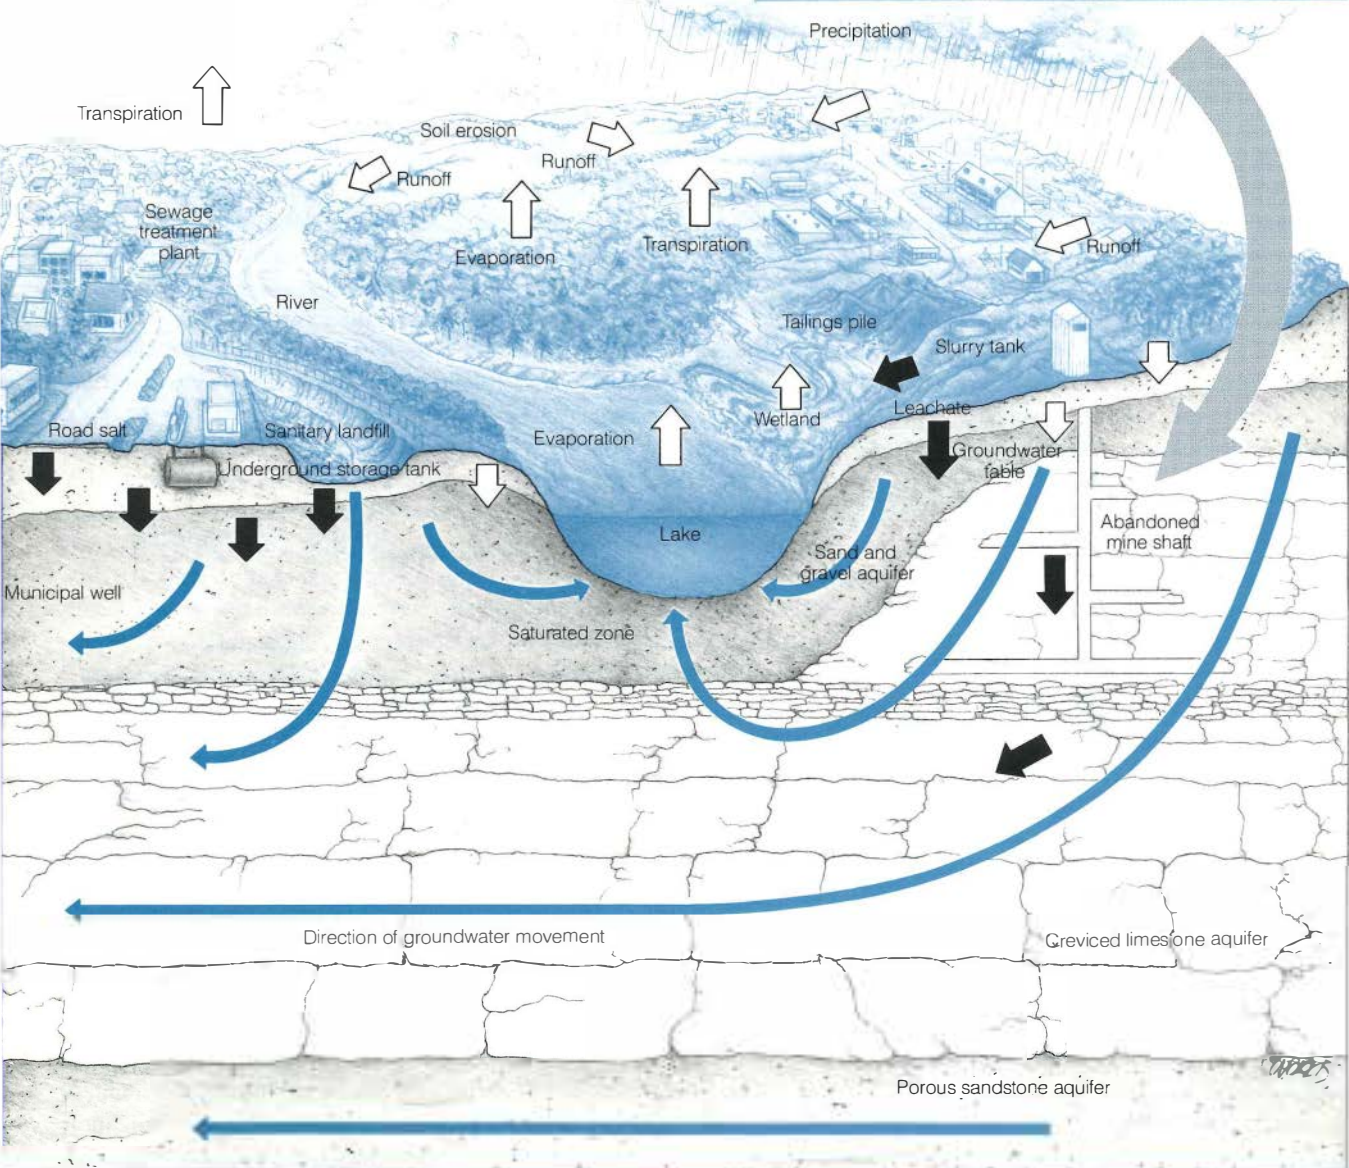 Precipitation
Transpiration
Soil erosion
Runoff
Runoff
Sewage
treatment
plant
Evaporation
Transpiration
Runoff
River
Tailings pile
Slurry tank
Leachate
Wetland
Road salt
Sanitary landfill
Evaporation
Underground storage tank
Groundwater
table
Lake
Abandoned
mine shaft
Sand and
gravel aquifer
Municipal well
Saturated zone
Direction of groundwater movement
Creviced limestone aquifer
Porous sandstone aquifer